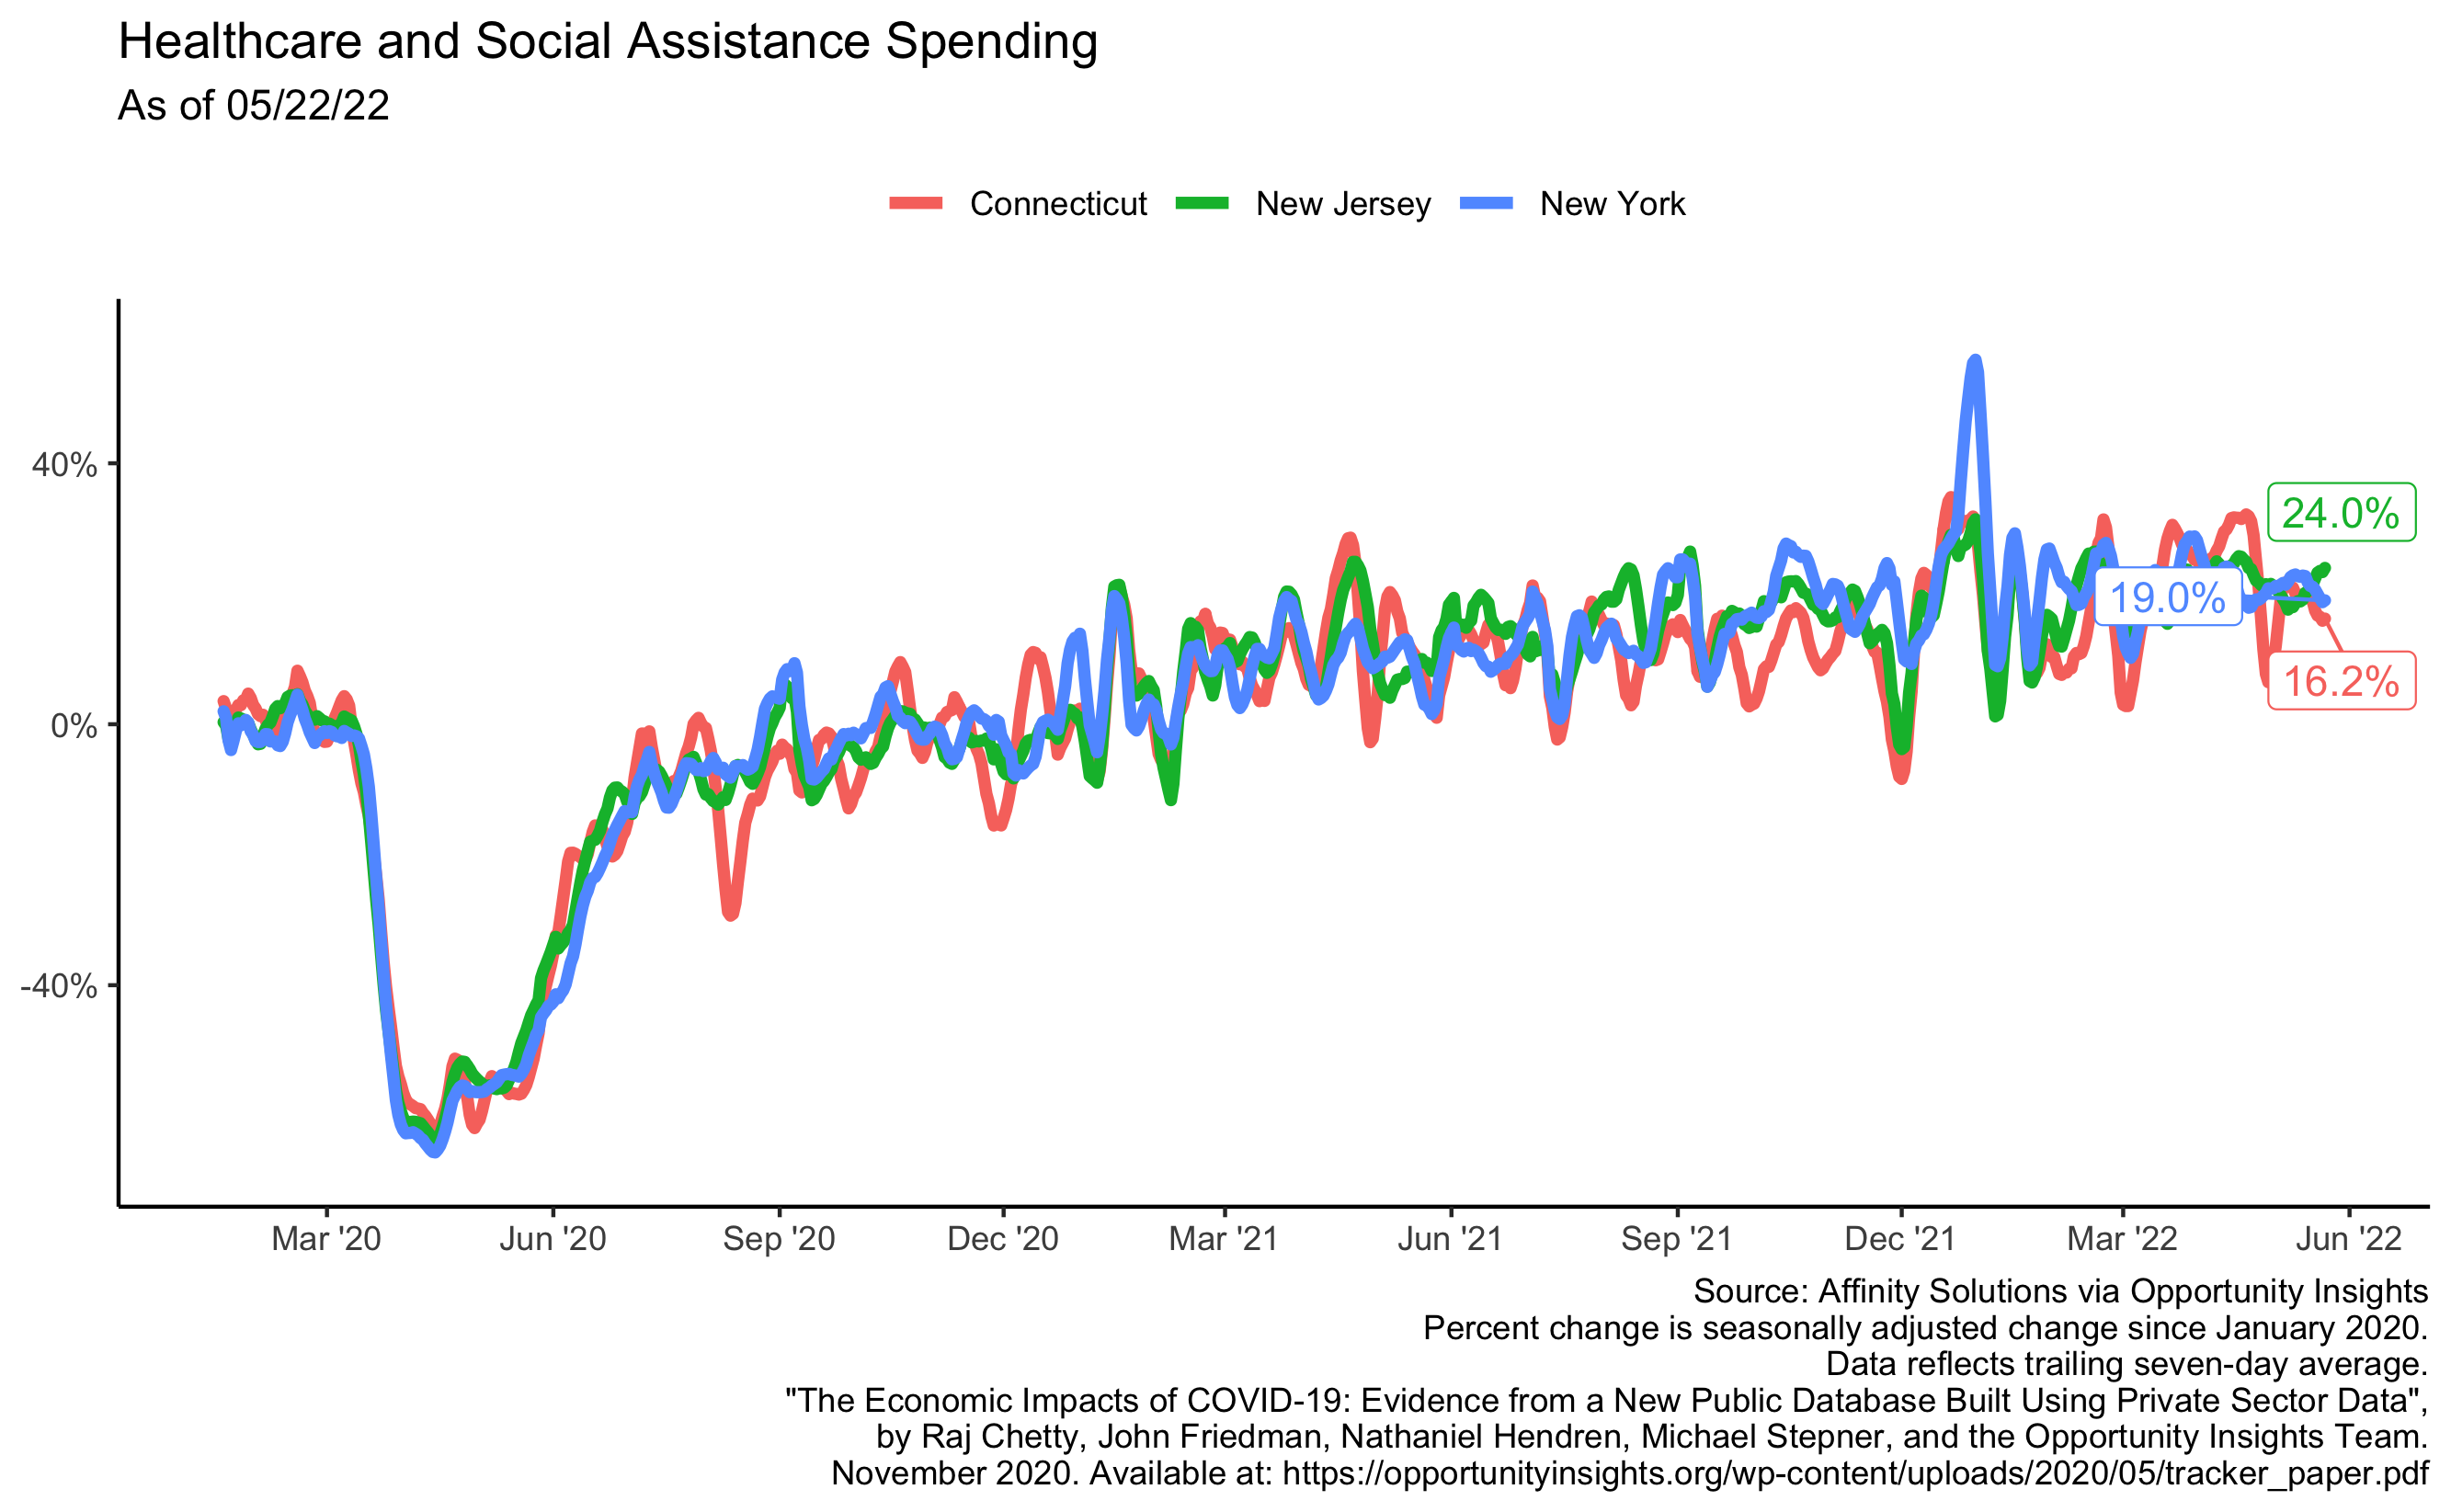 Healthcare and Social Assistance Spending
As of 05/22/22
Connecticut New Jersey New York
40%
0%
-40%
24.0%
19.0%
16.2%
Mar '20 Jun '20 Sep '20 Dec '20 Mar '21 Jun '21 Sep '21 Dec '21 Mar '22 Jun '22
Source: Affinity Solutions via Opportunity Insights
Percent change is seasonally adjusted change since January 2020.
Data reflects trailing seven-day average.
"The Economic Impacts of COVID-19: Evidence from a New Public Database Built Using Private Sector Data",
by Raj Chetty, John Friedman, Nathaniel Hendren, Michael Stepner, and the Opportunity Insights Team.
November 2020. Available at: https://opportunityinsights.org/wp-content/uploads/2020/05/tracker_paper.pdf